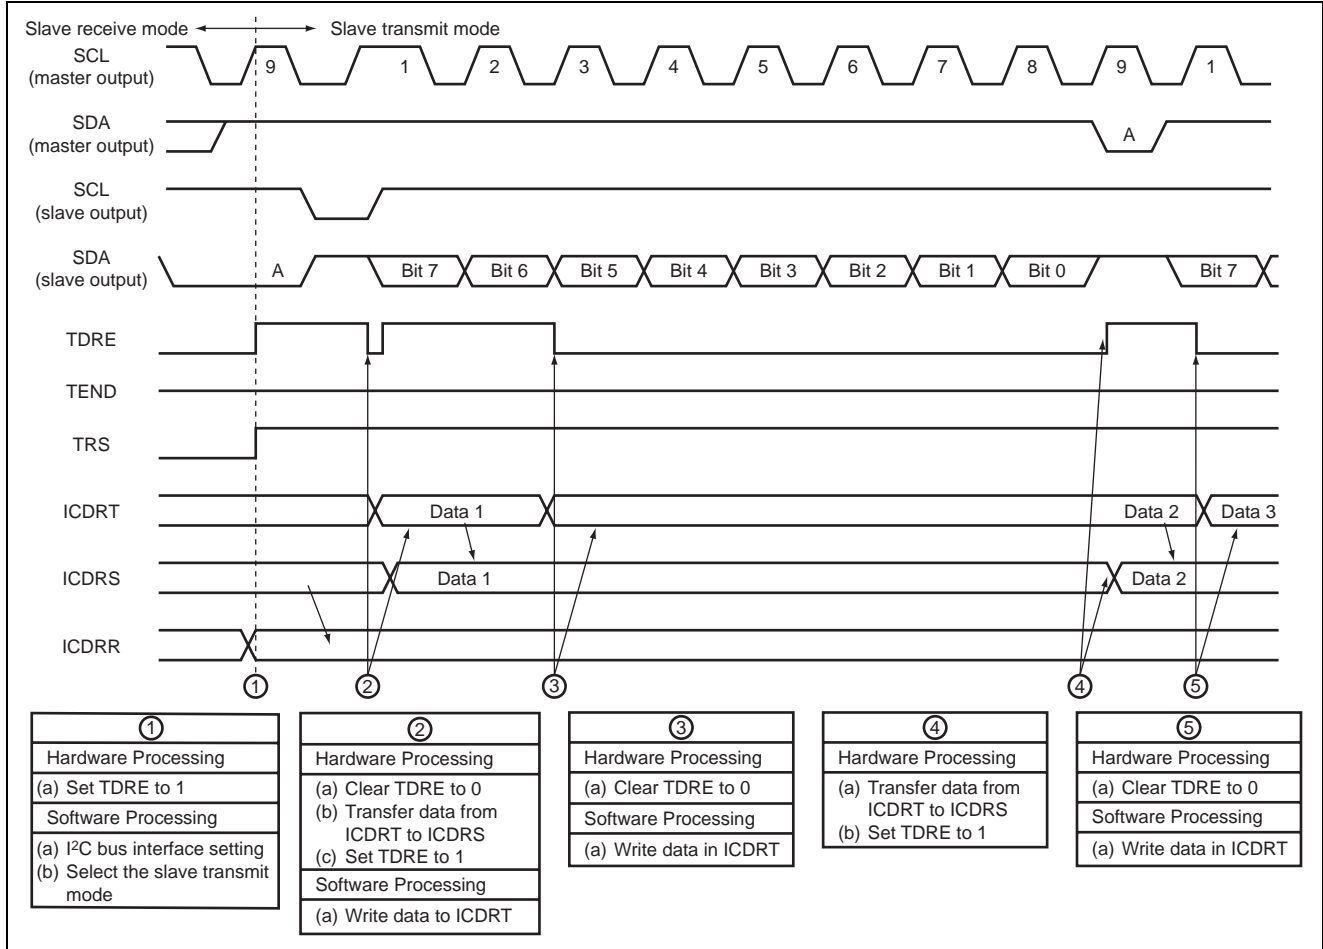 Slave receive mode
Slave transmit mode
SCL
(master output)
9
1
2
3
4
5
6
7
8
9
1
SDA
(master output)
A
SCL
(slave output)
SDA
(slave output)
A
Bit 7
Bit 6
Bit 5
Bit 4
Bit 3
Bit 2
Bit 1
Bit 0
Bit 7
TDRE
TEND
TRS
ICDRT
Data 1
Data 2
Data 3
ICDRS
Data 1
Data 2
ICDRR
①
②
③
④
⑤
①
Hardware Processing
(a) Set TDRE to 1
Software Processing
(a) I²C bus interface setting
(b) Select the slave transmit
mode
②
Hardware Processing
(a) Clear TDRE to 0
(b) Transfer data from
ICDRT to ICDRS
(c) Set TDRE to 1
Software Processing
(a) Write data to ICDRT
③
Hardware Processing
(a) Clear TDRE to 0
Software Processing
(a) Write data in ICDRT
④
Hardware Processing
(a) Transfer data from
ICDRT to ICDRS
(b) Set TDRE to 1
⑤
Hardware Processing
(a) Clear TDRE to 0
Software Processing
(a) Write data in ICDRT